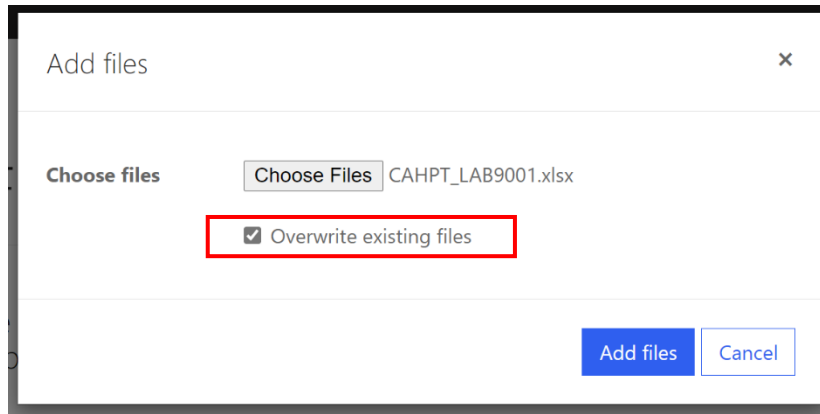 Add files ×
Choose files Choose Files CAHPT_LAB9001.xlsx
Overwrite existing files
Add files Cancel